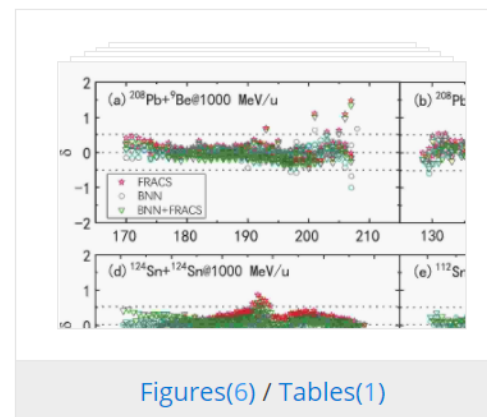 2
(a) ²⁰⁸Pb+⁹Be@1000 MeV/u
(b) ²⁰⁸Pb
1
δ
0
-1
FRACS
BNN
BNN+FRACS
-2
170 180 190 200 210 130
2
(d) ¹²⁴Sn+¹²⁴Sn@1000 MeV/u
(e) ¹¹²Sn
1
0
Figures(6) / Tables(1)